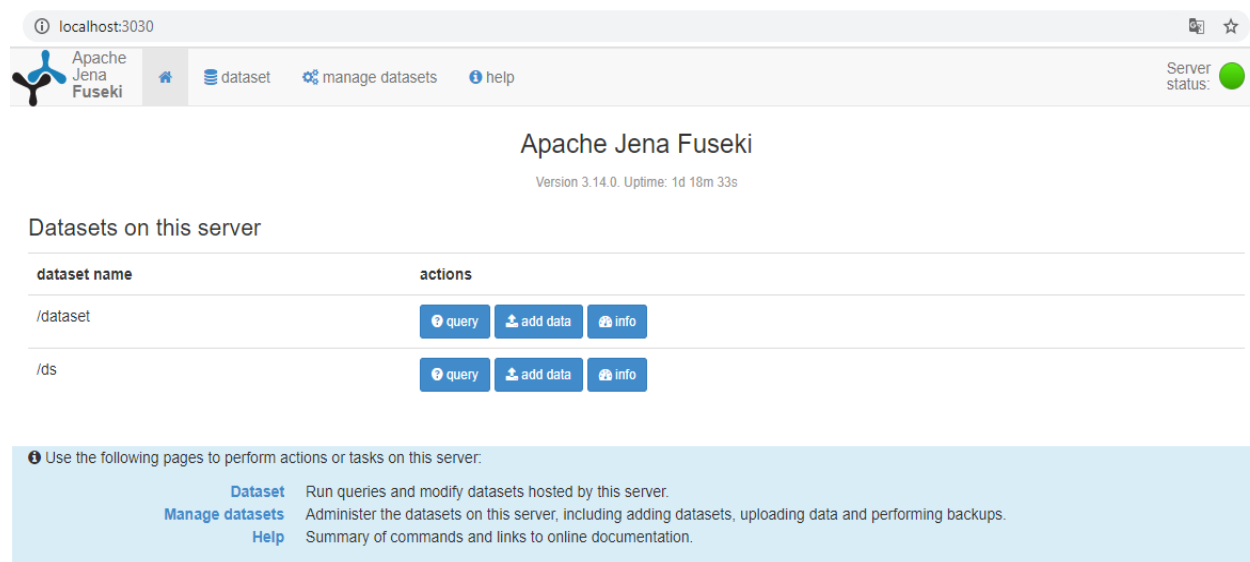 localhost:3030
Apache
Jena
Fuseki
dataset
manage datasets
help
Server
status:
Apache Jena Fuseki
Version 3.14.0. Uptime: 1d 18m 33s
Datasets on this server
dataset name actions
/dataset query add data info
/ds query add data info
Use the following pages to perform actions or tasks on this server:
Dataset Run queries and modify datasets hosted by this server.
Manage datasets Administer the datasets on this server, including adding datasets, uploading data and performing backups.
Help Summary of commands and links to online documentation.